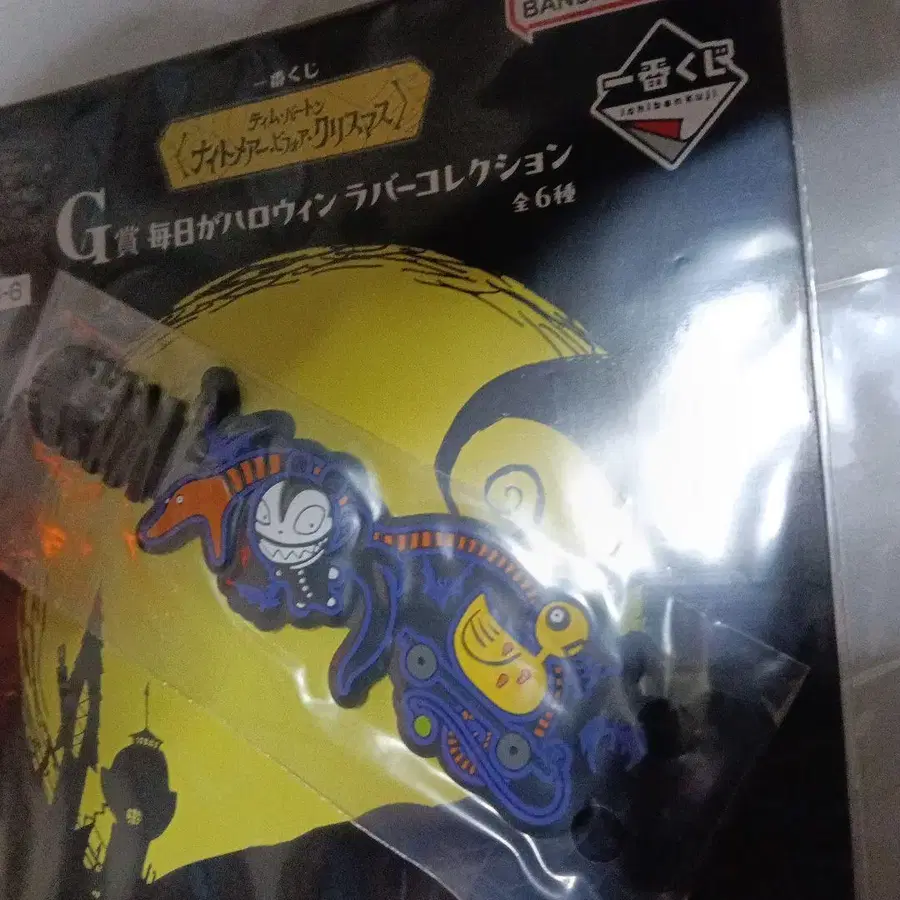 BAND
一番くじ
ichibankuji
一番くじ
ティム・バートン
〈ナイトメアー・ビフォア・クリスマス〉
G賞 毎日がハロウィン ラバーコレクション
全6種
-6